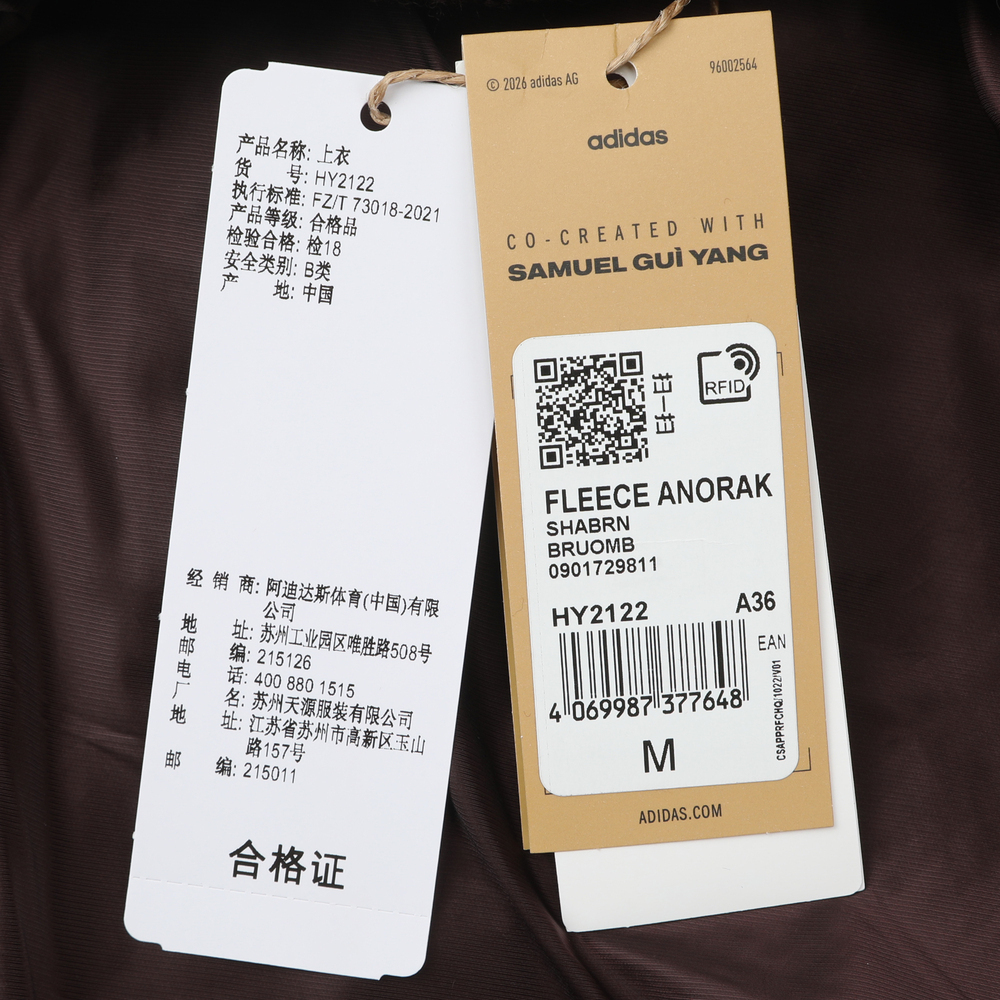 产品名称: 上衣
货 号: HY2122
执行标准: FZ/T 73018-2021
产品等级: 合格品
检验合格: 检18
安全类别: B类
产 地: 中国
经 销 商: 阿迪达斯体育(中国)有限
公司
地 址: 苏州工业园区唯胜路508号
邮 编: 215126
电 话: 400 880 1515
厂 名: 苏州天源服装有限公司
地 址: 江苏省苏州市高新区玉山
路157号
邮 编: 215011
合格证
© 2026 adidas AG
96002564
adidas
CO-CREATED WITH
SAMUEL GUÌ YANG
RFID
FLEECE ANORAK
SHABRN
BRUOMB
0901729811
HY2122 A36
EAN
4 069987 377648
CSAPPRFCHQ/1022/V01
M
ADIDAS.COM